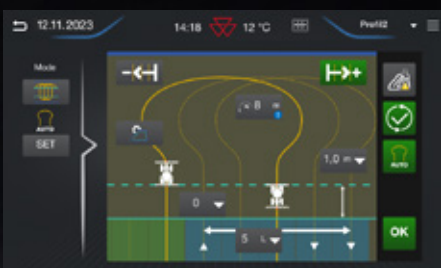 12.11.2023
14:18
12 °C
Profil2
Mode
AUTO
SET
8 m
1,0 m
AUTO
0
5
OK